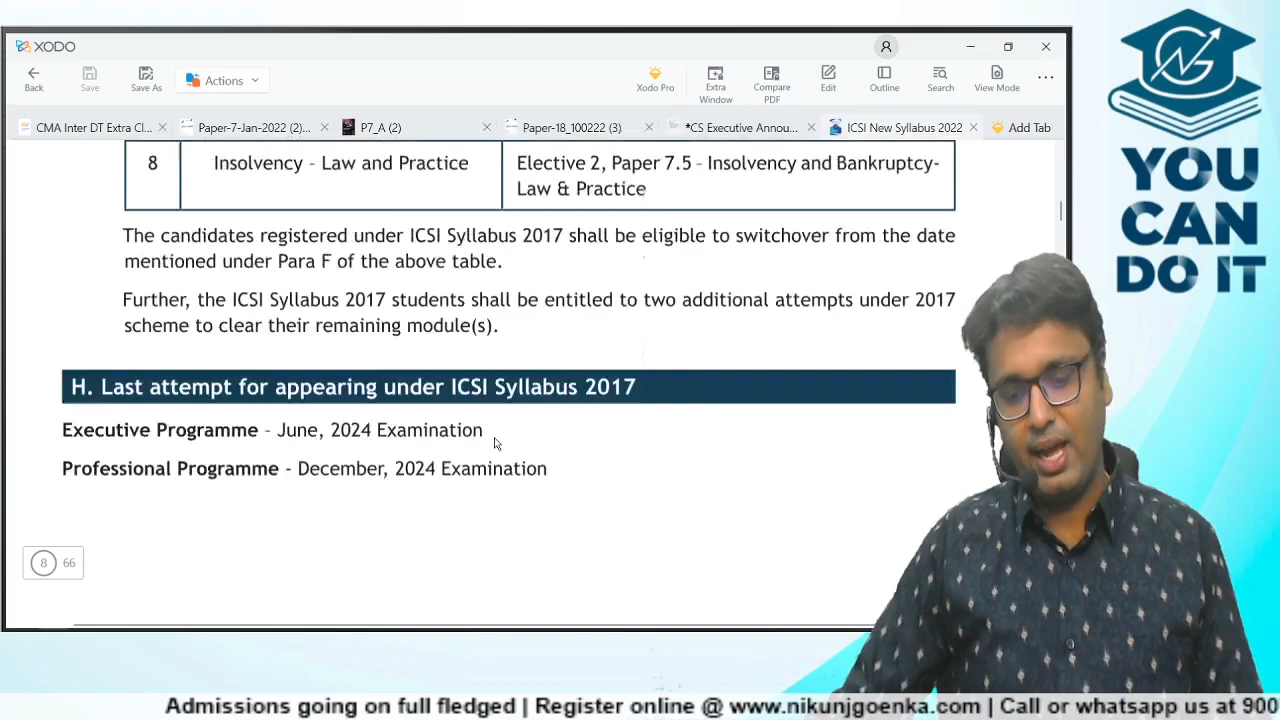 XODO
Back
Save
Save As
Actions
Xodo Pro
Extra Window
Compare PDF
Edit
Outline
Search
View Mode
CMA Inter DT Extra Cl...
Paper-7-Jan-2022 (2)...
P7_A (2)
Paper-18_100222 (3)
*CS Executive Annou...
ICSI New Syllabus 2022
Add Tab
8 Insolvency - Law and Practice Elective 2, Paper 7.5 - Insolvency and Bankruptcy-
Law & Practice
The candidates registered under ICSI Syllabus 2017 shall be eligible to switchover from the date
mentioned under Para F of the above table.
Further, the ICSI Syllabus 2017 students shall be entitled to two additional attempts under 2017
scheme to clear their remaining module(s).
H. Last attempt for appearing under ICSI Syllabus 2017
Executive Programme - June, 2024 Examination
Professional Programme - December, 2024 Examination
8 66
YOU
CAN
DO IT
Admissions going on full fledged | Register online @ www.nikunjgoenka.com | Call or whatsapp us at 900